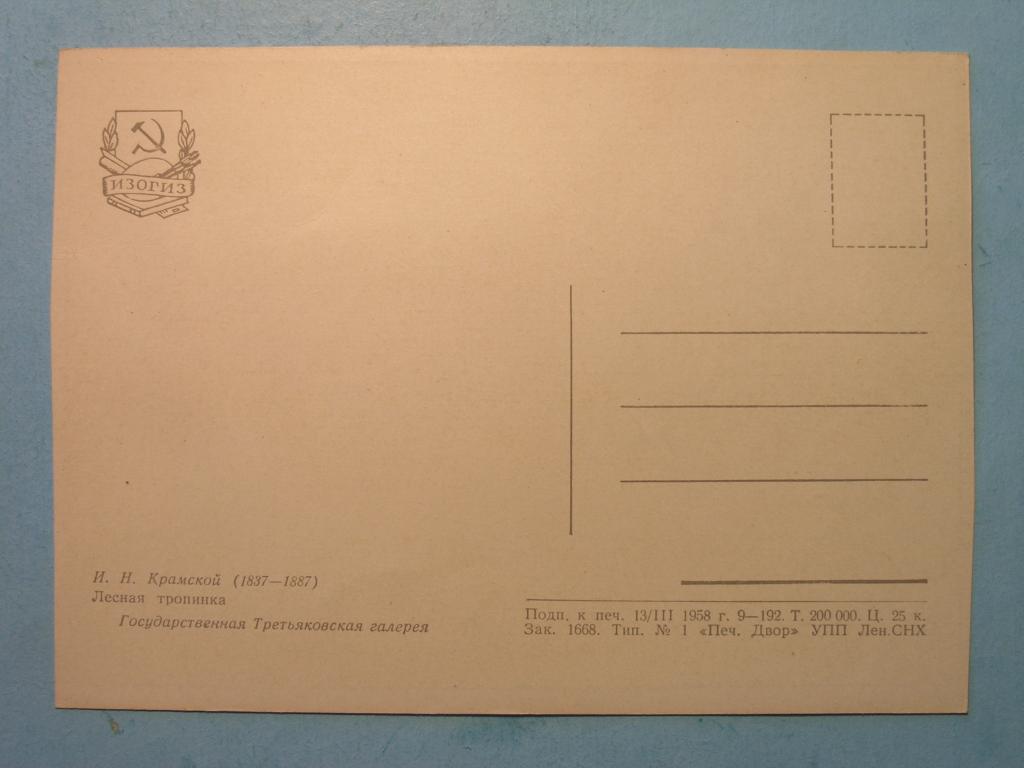 ИЗОГИЗ
И. Н. Крамской (1837—1887)
Лесная тропинка
Государственная Третьяковская галерея
Подп. к печ. 13/III 1958 г. 9—192. Т. 200 000. Ц. 25 к.
Зак. 1668. Тип. № 1 «Печ. Двор» УПП Лен.СНХ